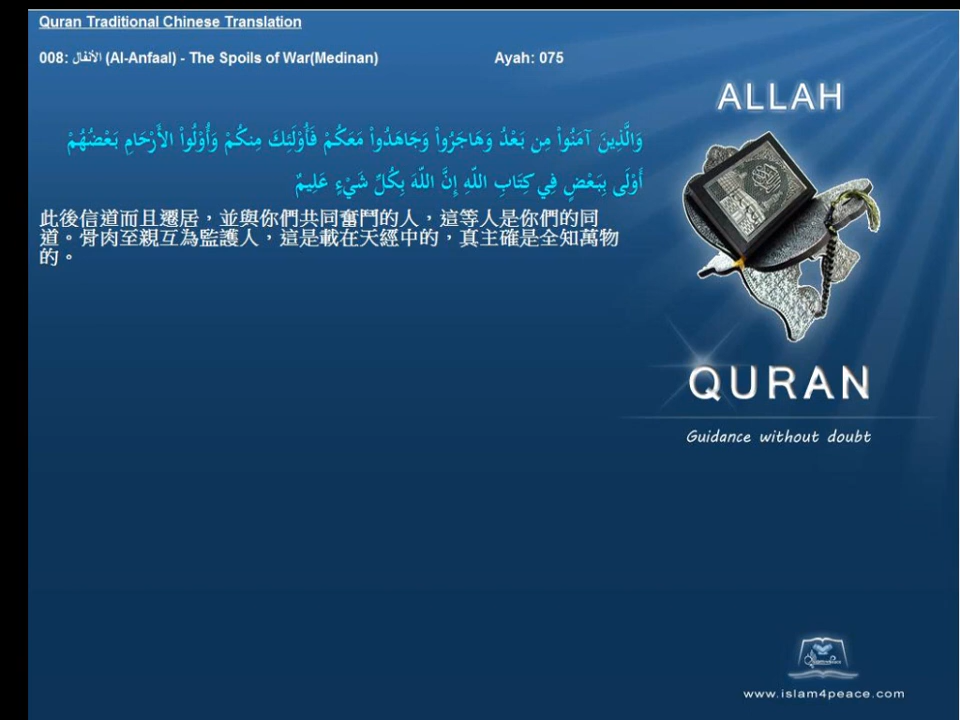 Quran Traditional Chinese Translation
008: الأنفال (Al-Anfaal) - The Spoils of War(Medinan) Ayah: 075
وَالَّذِينَ آمَنُواْ مِن بَعْدُ وَهَاجَرُواْ وَجَاهَدُواْ مَعَكُمْ فَأُوْلَئِكَ مِنكُمْ وَأُوْلُواْ الأَرْحَامِ بَعْضُهُمْ
أَوْلَى بِبَعْضٍ فِي كِتَابِ اللّهِ إِنَّ اللّهَ بِكُلِّ شَيْءٍ عَلِيمٌ
此後信道而且遷居，並與你們共同奮鬥的人，這等人是你們的同
道。骨肉至親互為監護人，這是載在天經中的，真主確是全知萬物
的。
ALLAH
QURAN
Guidance without doubt
www.islam4peace.com